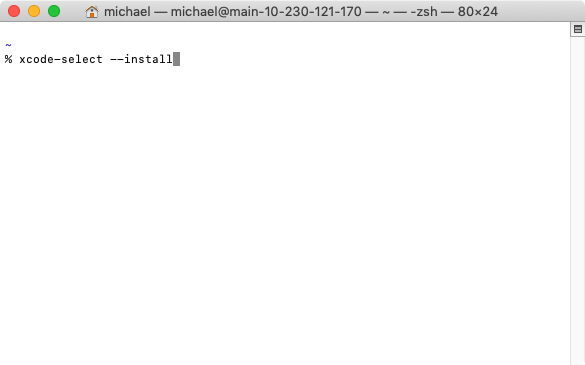 michael — michael@main-10-230-121-170 — ~ — -zsh — 80×24
~
% xcode-select --install